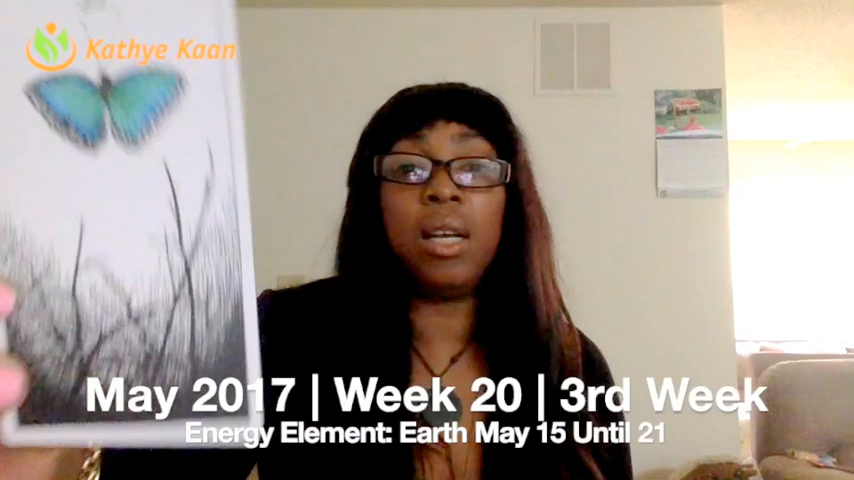 Kathye Kaan
May 2017 | Week 20 | 3rd Week
Energy Element: Earth May 15 Until 21